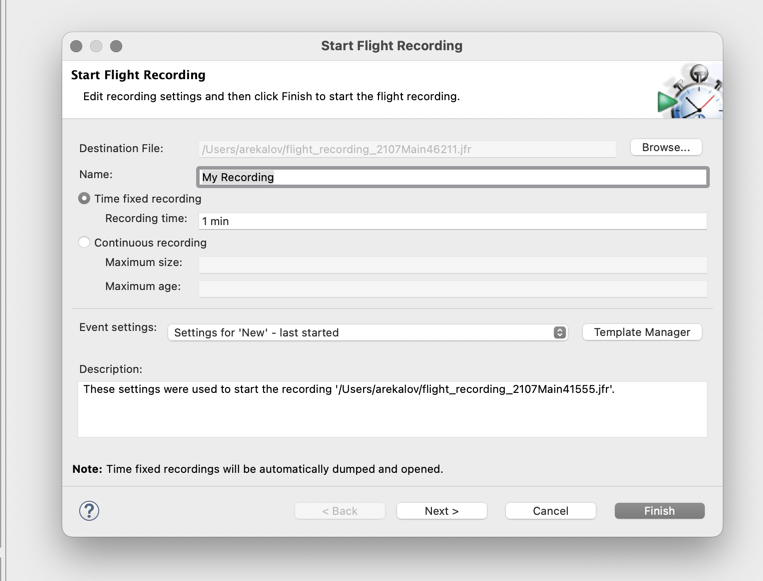 Start Flight Recording
Start Flight Recording
Edit recording settings and then click Finish to start the flight recording.
Destination File: /Users/arekalov/flight_recording_2107Main46211.jfr Browse...
Name: My Recording
Time fixed recording
Recording time: 1 min
Continuous recording
Maximum size:
Maximum age:
Event settings: Settings for 'New' - last started Template Manager
Description:
These settings were used to start the recording '/Users/arekalov/flight_recording_2107Main41555.jfr'.
Note: Time fixed recordings will be automatically dumped and opened.
? < Back Next > Cancel Finish